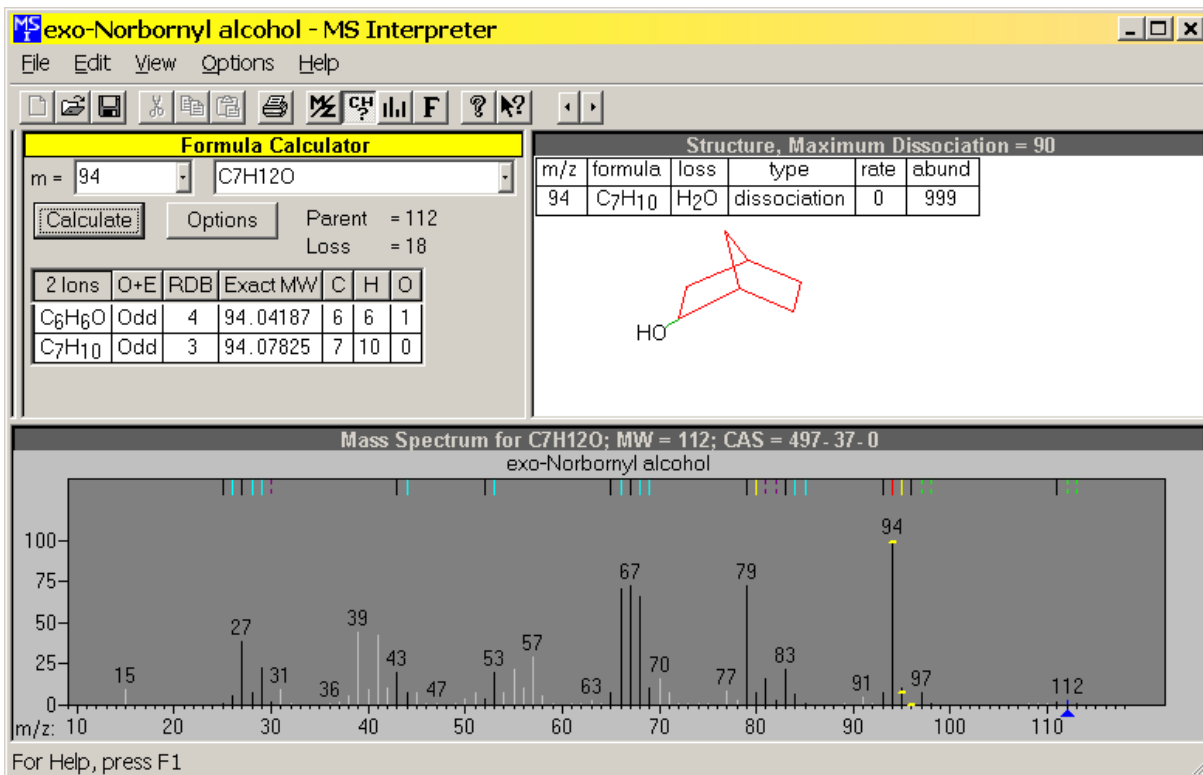 MS I exo-Norbornyl alcohol - MS Interpreter
File Edit View Options Help
M/Z CH ? F ? ?
Formula Calculator
m = 94 C7H12O
Calculate Options Parent = 112
Loss = 18
2 Ions O+E RDB Exact MW C H O
C6H6O Odd 4 94.04187 6 6 1
C7H10 Odd 3 94.07825 7 10 0
Structure, Maximum Dissociation = 90
m/z formula loss type rate abund
94 C7H10 H2O dissociation 0 999
HO
Mass Spectrum for C7H12O; MW = 112; CAS = 497-37-0
exo-Norbornyl alcohol
100
75
50
25
0
15 27 31 36 39 43 47 53 57 63 67 70 77 79 83 91 94 97 112
m/z: 10 20 30 40 50 60 70 80 90 100 110
For Help, press F1